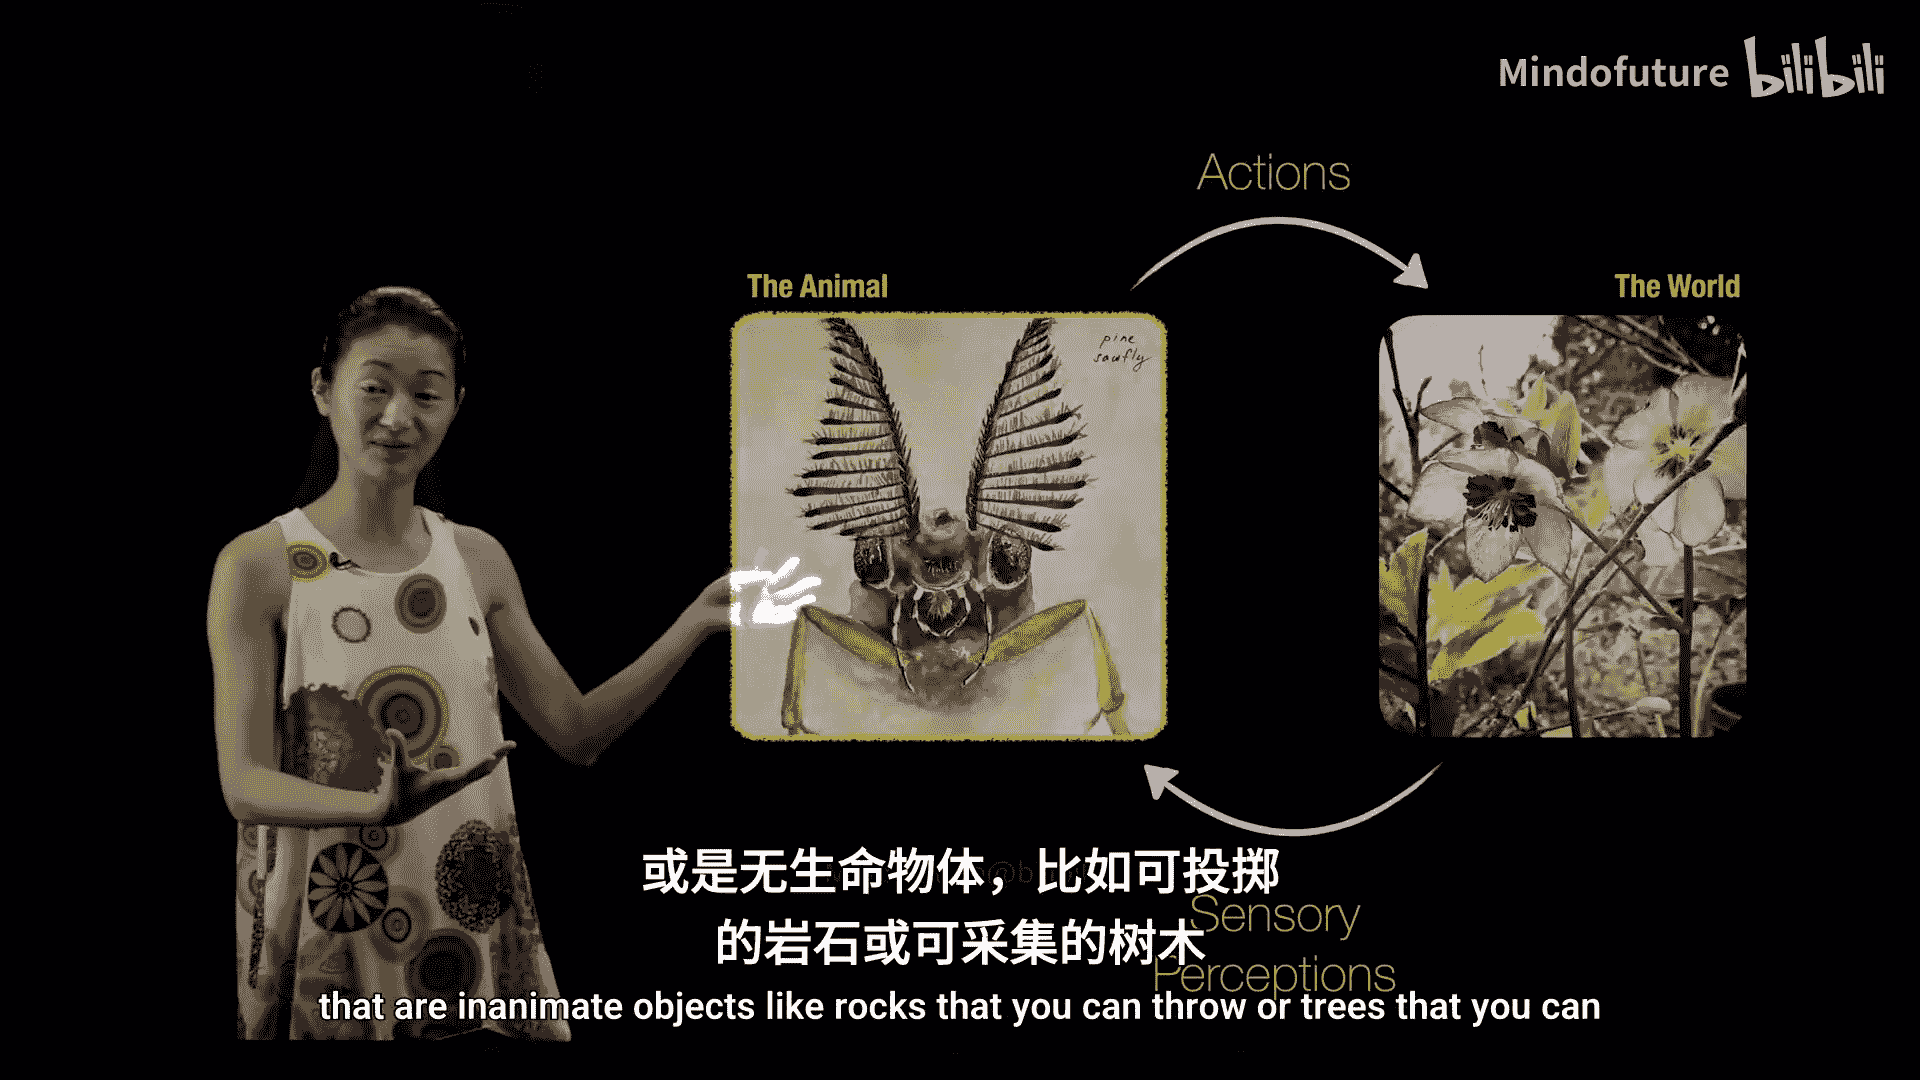 Mindofuture bilibili
Actions
The Animal
The World
pine
sawfly
或是无生命物体，比如可投掷
的岩石或可采集的树木
Sensory
Perceptions
that are inanimate objects like rocks that you can throw or trees that you can